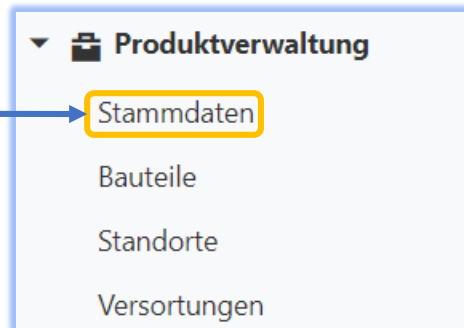 Produktverwaltung
Stammdaten
Bauteile
Standorte
Versortungen